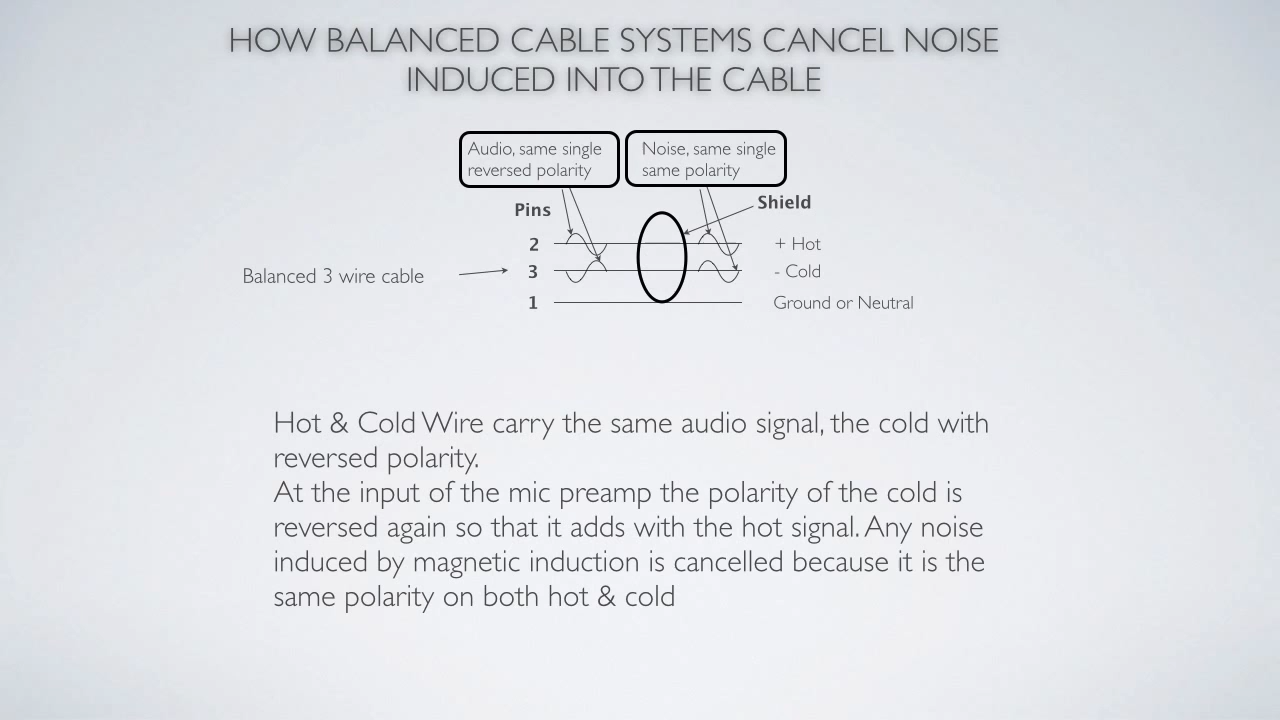 HOW BALANCED CABLE SYSTEMS CANCEL NOISE
INDUCED INTO THE CABLE
Audio, same single
reversed polarity
Noise, same single
same polarity
Pins
Shield
2
+ Hot
Balanced 3 wire cable
3
- Cold
1
Ground or Neutral
Hot & Cold Wire carry the same audio signal, the cold with
reversed polarity.
At the input of the mic preamp the polarity of the cold is
reversed again so that it adds with the hot signal. Any noise
induced by magnetic induction is cancelled because it is the
same polarity on both hot & cold